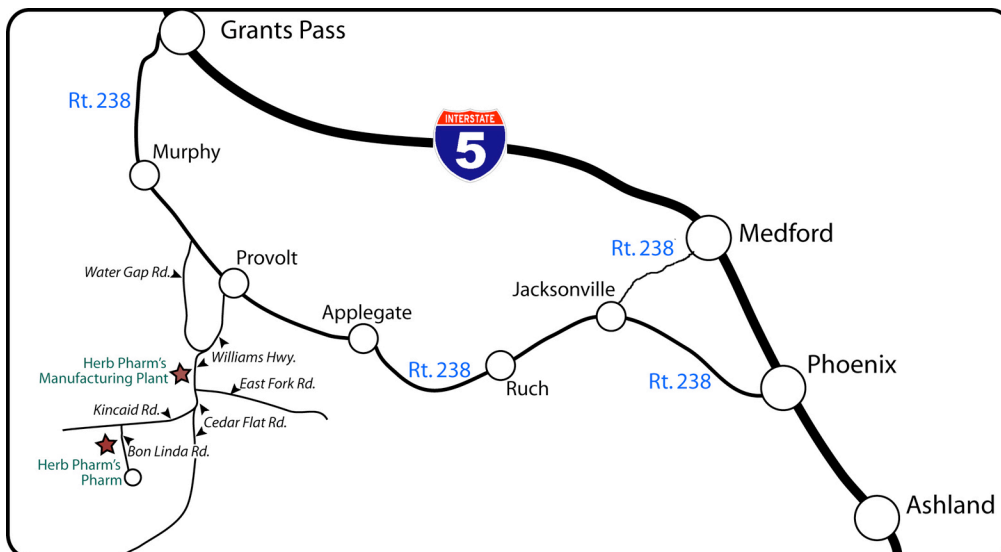 Grants Pass
Rt. 238
INTERSTATE
5
Murphy
Medford
Rt. 238
Water Gap Rd.
Provolt
Jacksonville
Applegate
Williams Hwy.
Herb Pharm's
Manufacturing Plant
East Fork Rd.
Rt. 238
Ruch
Rt. 238
Phoenix
Kincaid Rd.
Cedar Flat Rd.
Bon Linda Rd.
Herb Pharm's
Pharm
Ashland